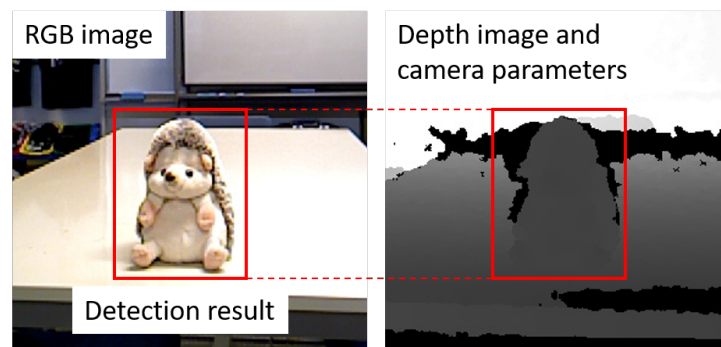 RGB image
Depth image and
camera parameters
Detection result